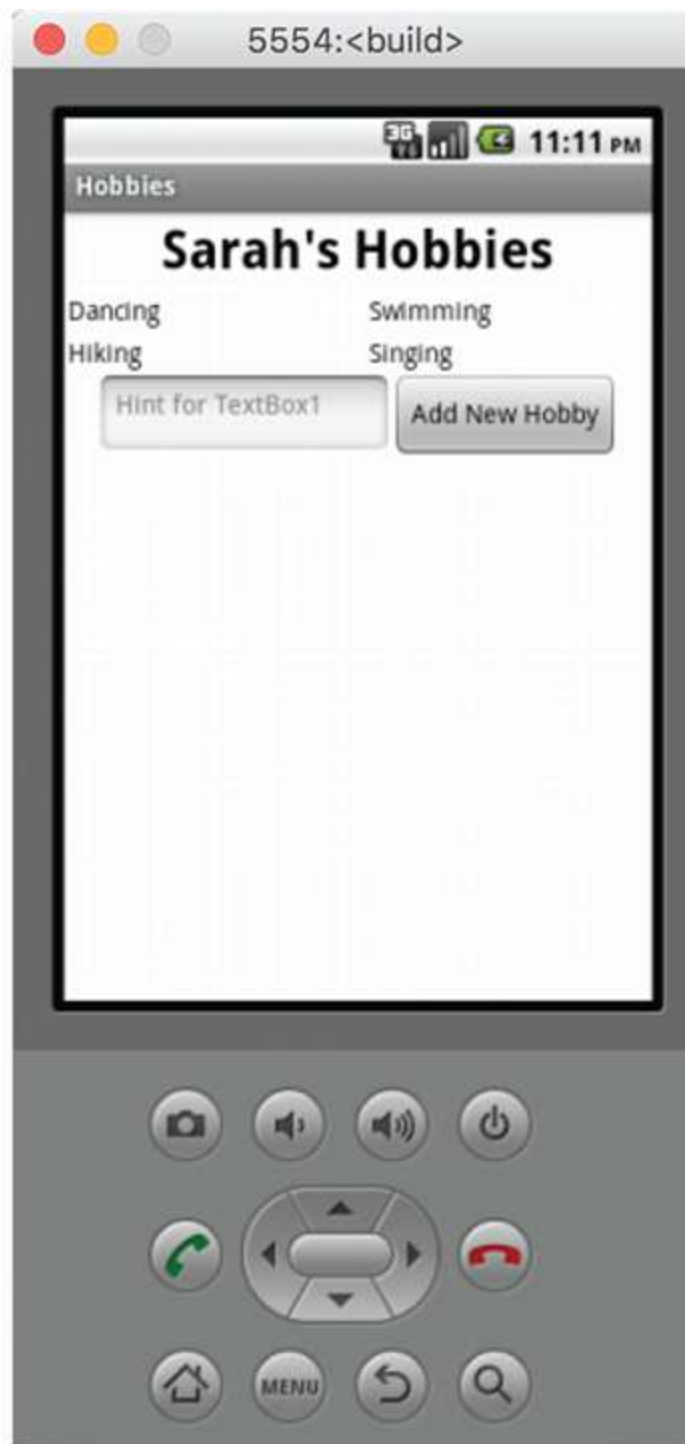 5554:<build>
3G 11:11 PM
Hobbies
Sarah's Hobbies
Dancing Swimming
Hiking Singing
Hint for TextBox1 Add New Hobby
MENU